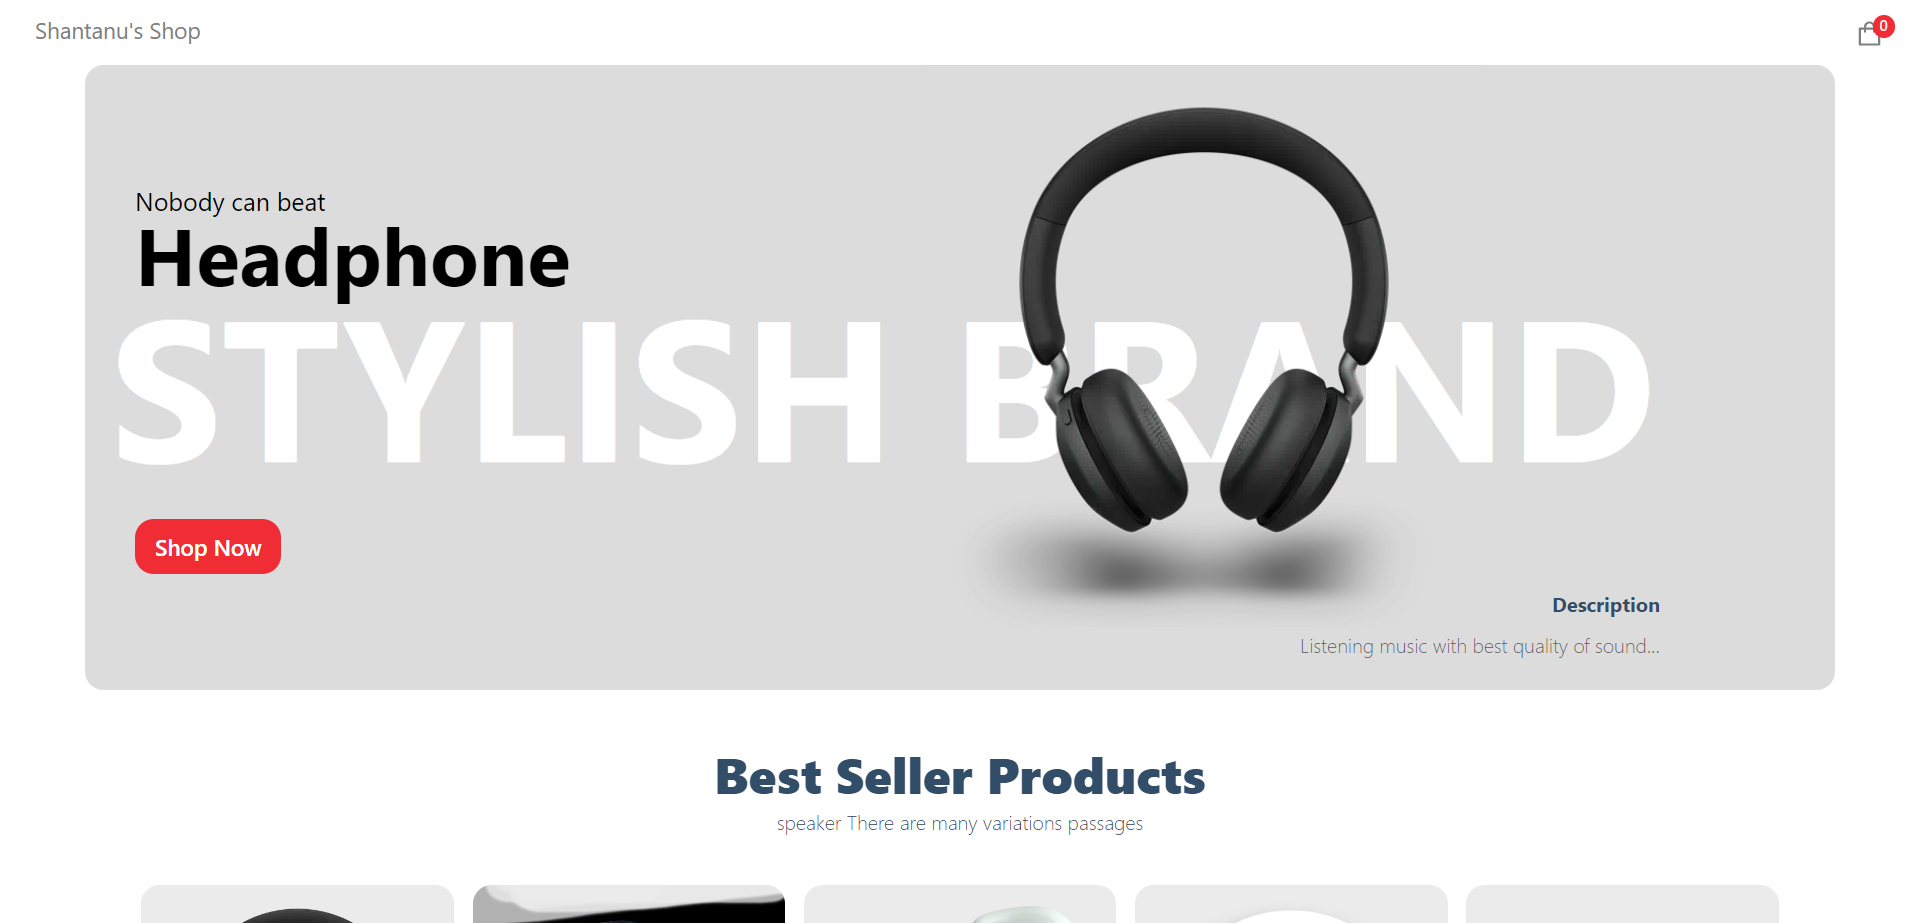 Shantanu's Shop
0
Nobody can beat
Headphone
STYLISH BRAND
Shop Now
Description
Listening music with best quality of sound...
Best Seller Products
speaker There are many variations passages